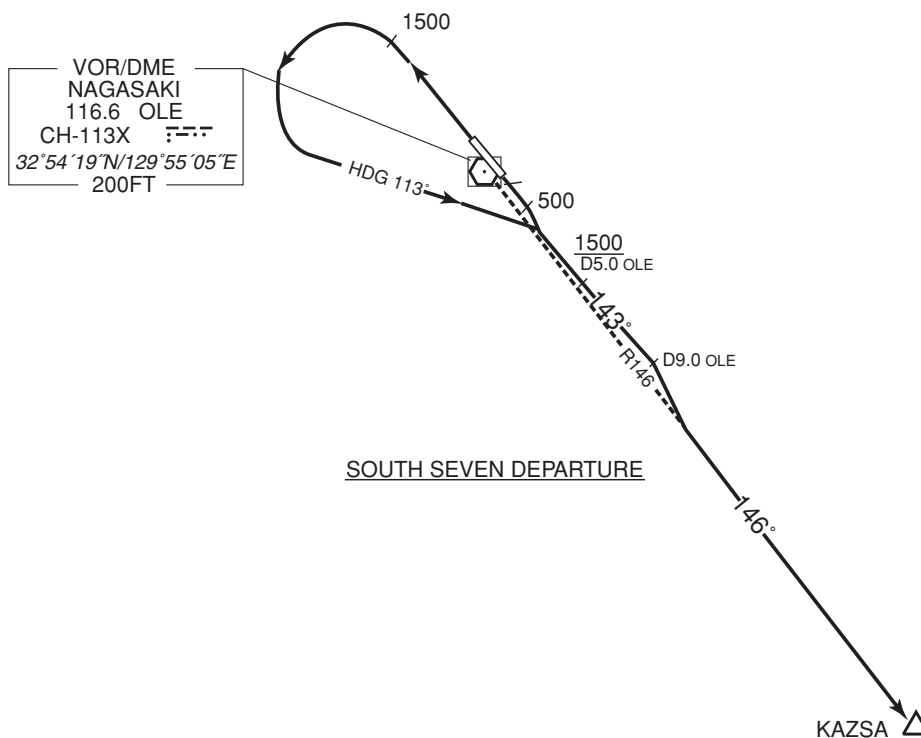 1500
VOR/DME
NAGASAKI
116.6 OLE
CH-113X
32°54´19˝N/129°55´05˝E
200FT
HDG 113°
500
1500
D5.0 OLE
143°
D9.0 OLE
R146
SOUTH SEVEN DEPARTURE
146°
KAZSA